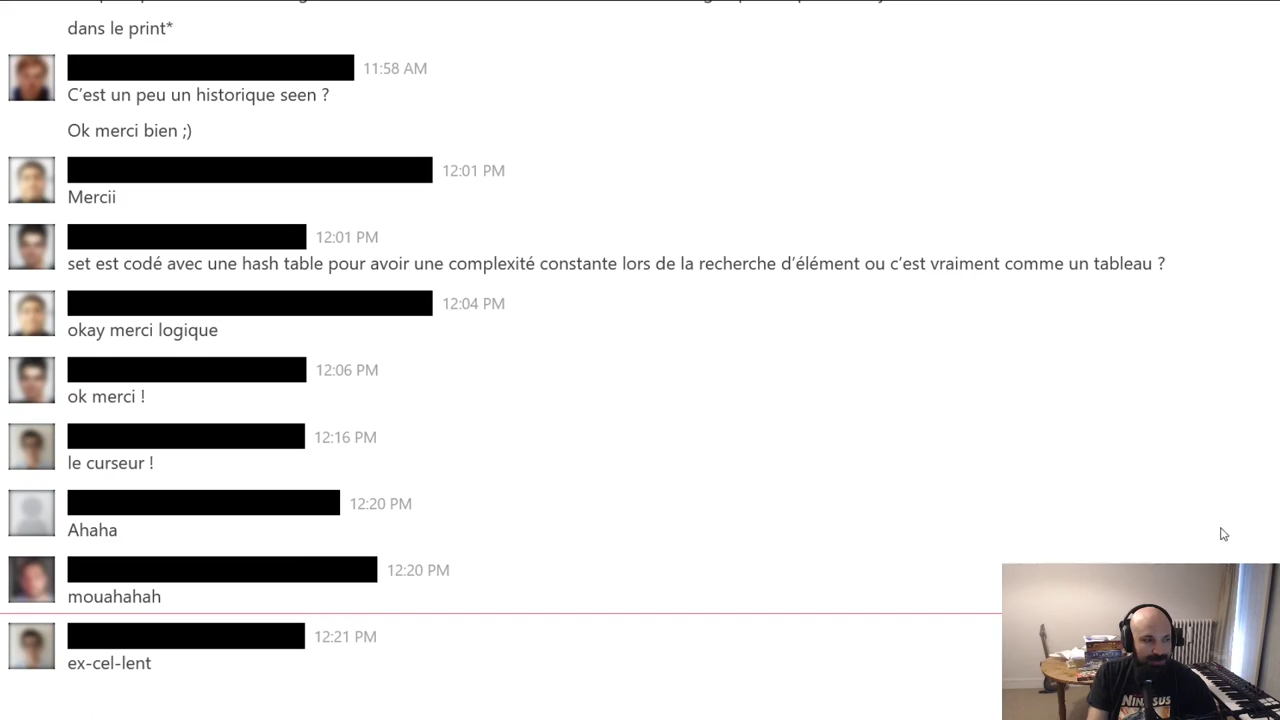 dans le print*
11:58 AM
C'est un peu un historique seen ?
Ok merci bien ;)
12:01 PM
Mercii
12:01 PM
set est codé avec une hash table pour avoir une complexité constante lors de la recherche d'élément ou c'est vraiment comme un tableau ?
12:04 PM
okay merci logique
12:06 PM
ok merci !
12:16 PM
le curseur !
12:20 PM
Ahaha
12:20 PM
mouahahah
12:21 PM
ex-cel-lent